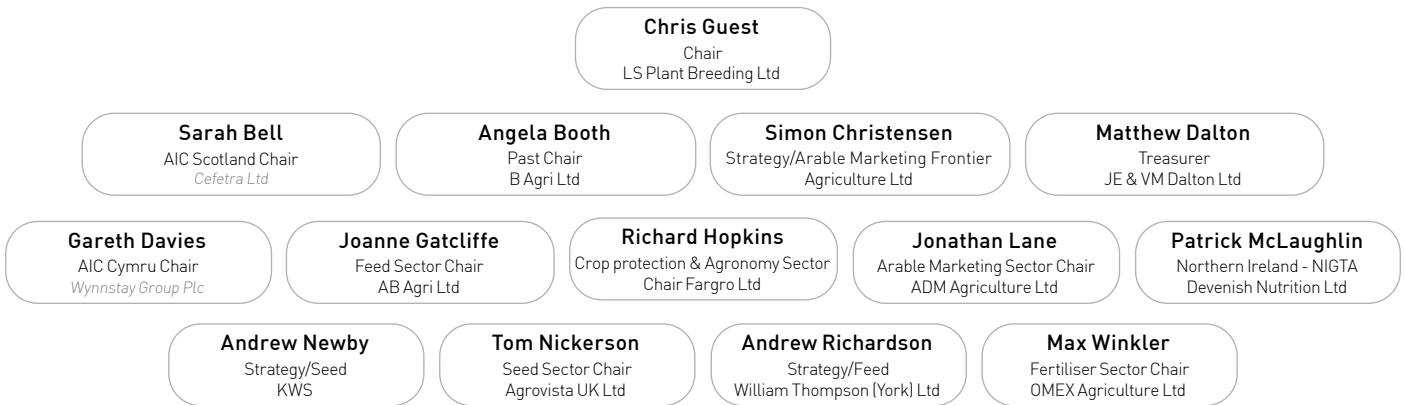 Chris Guest
Chair
LS Plant Breeding Ltd
Sarah Bell
AIC Scotland Chair
Cefetra Ltd
Angela Booth
Past Chair
B Agri Ltd
Simon Christensen
Strategy/Arable Marketing Frontier
Agriculture Ltd
Matthew Dalton
Treasurer
JE & VM Dalton Ltd
Gareth Davies
AIC Cymru Chair
Wynnstay Group Plc
Joanne Gatcliffe
Feed Sector Chair
AB Agri Ltd
Richard Hopkins
Crop protection & Agronomy Sector
Chair Fargro Ltd
Jonathan Lane
Arable Marketing Sector Chair
ADM Agriculture Ltd
Patrick McLaughlin
Northern Ireland - NIGTA
Devenish Nutrition Ltd
Andrew Newby
Strategy/Seed
KWS
Tom Nickerson
Seed Sector Chair
Agrovista UK Ltd
Andrew Richardson
Strategy/Feed
William Thompson (York) Ltd
Max Winkler
Fertiliser Sector Chair
OMEX Agriculture Ltd